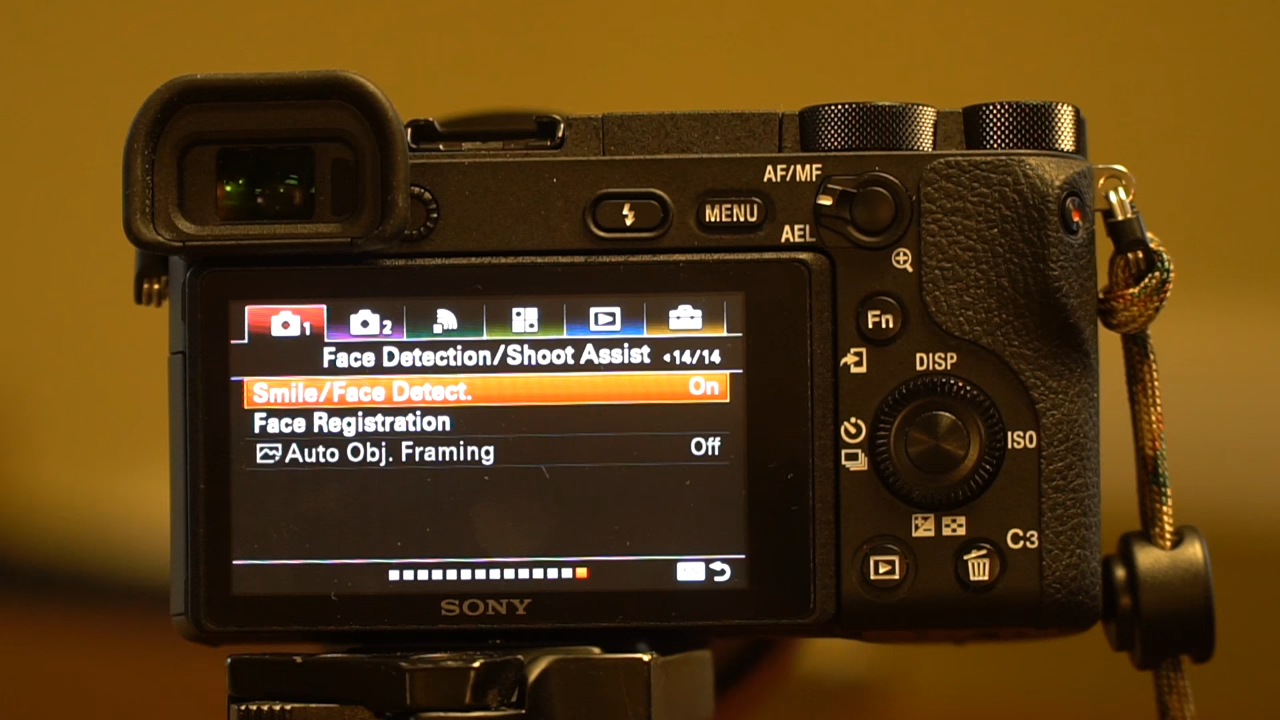 AF/MF
MENU
AEL
Fn
DISP
ISO
C3
1
2
Face Detection/Shoot Assist
14/14
Smile/Face Detect.
On
Face Registration
Auto Obj. Framing
Off
SONY